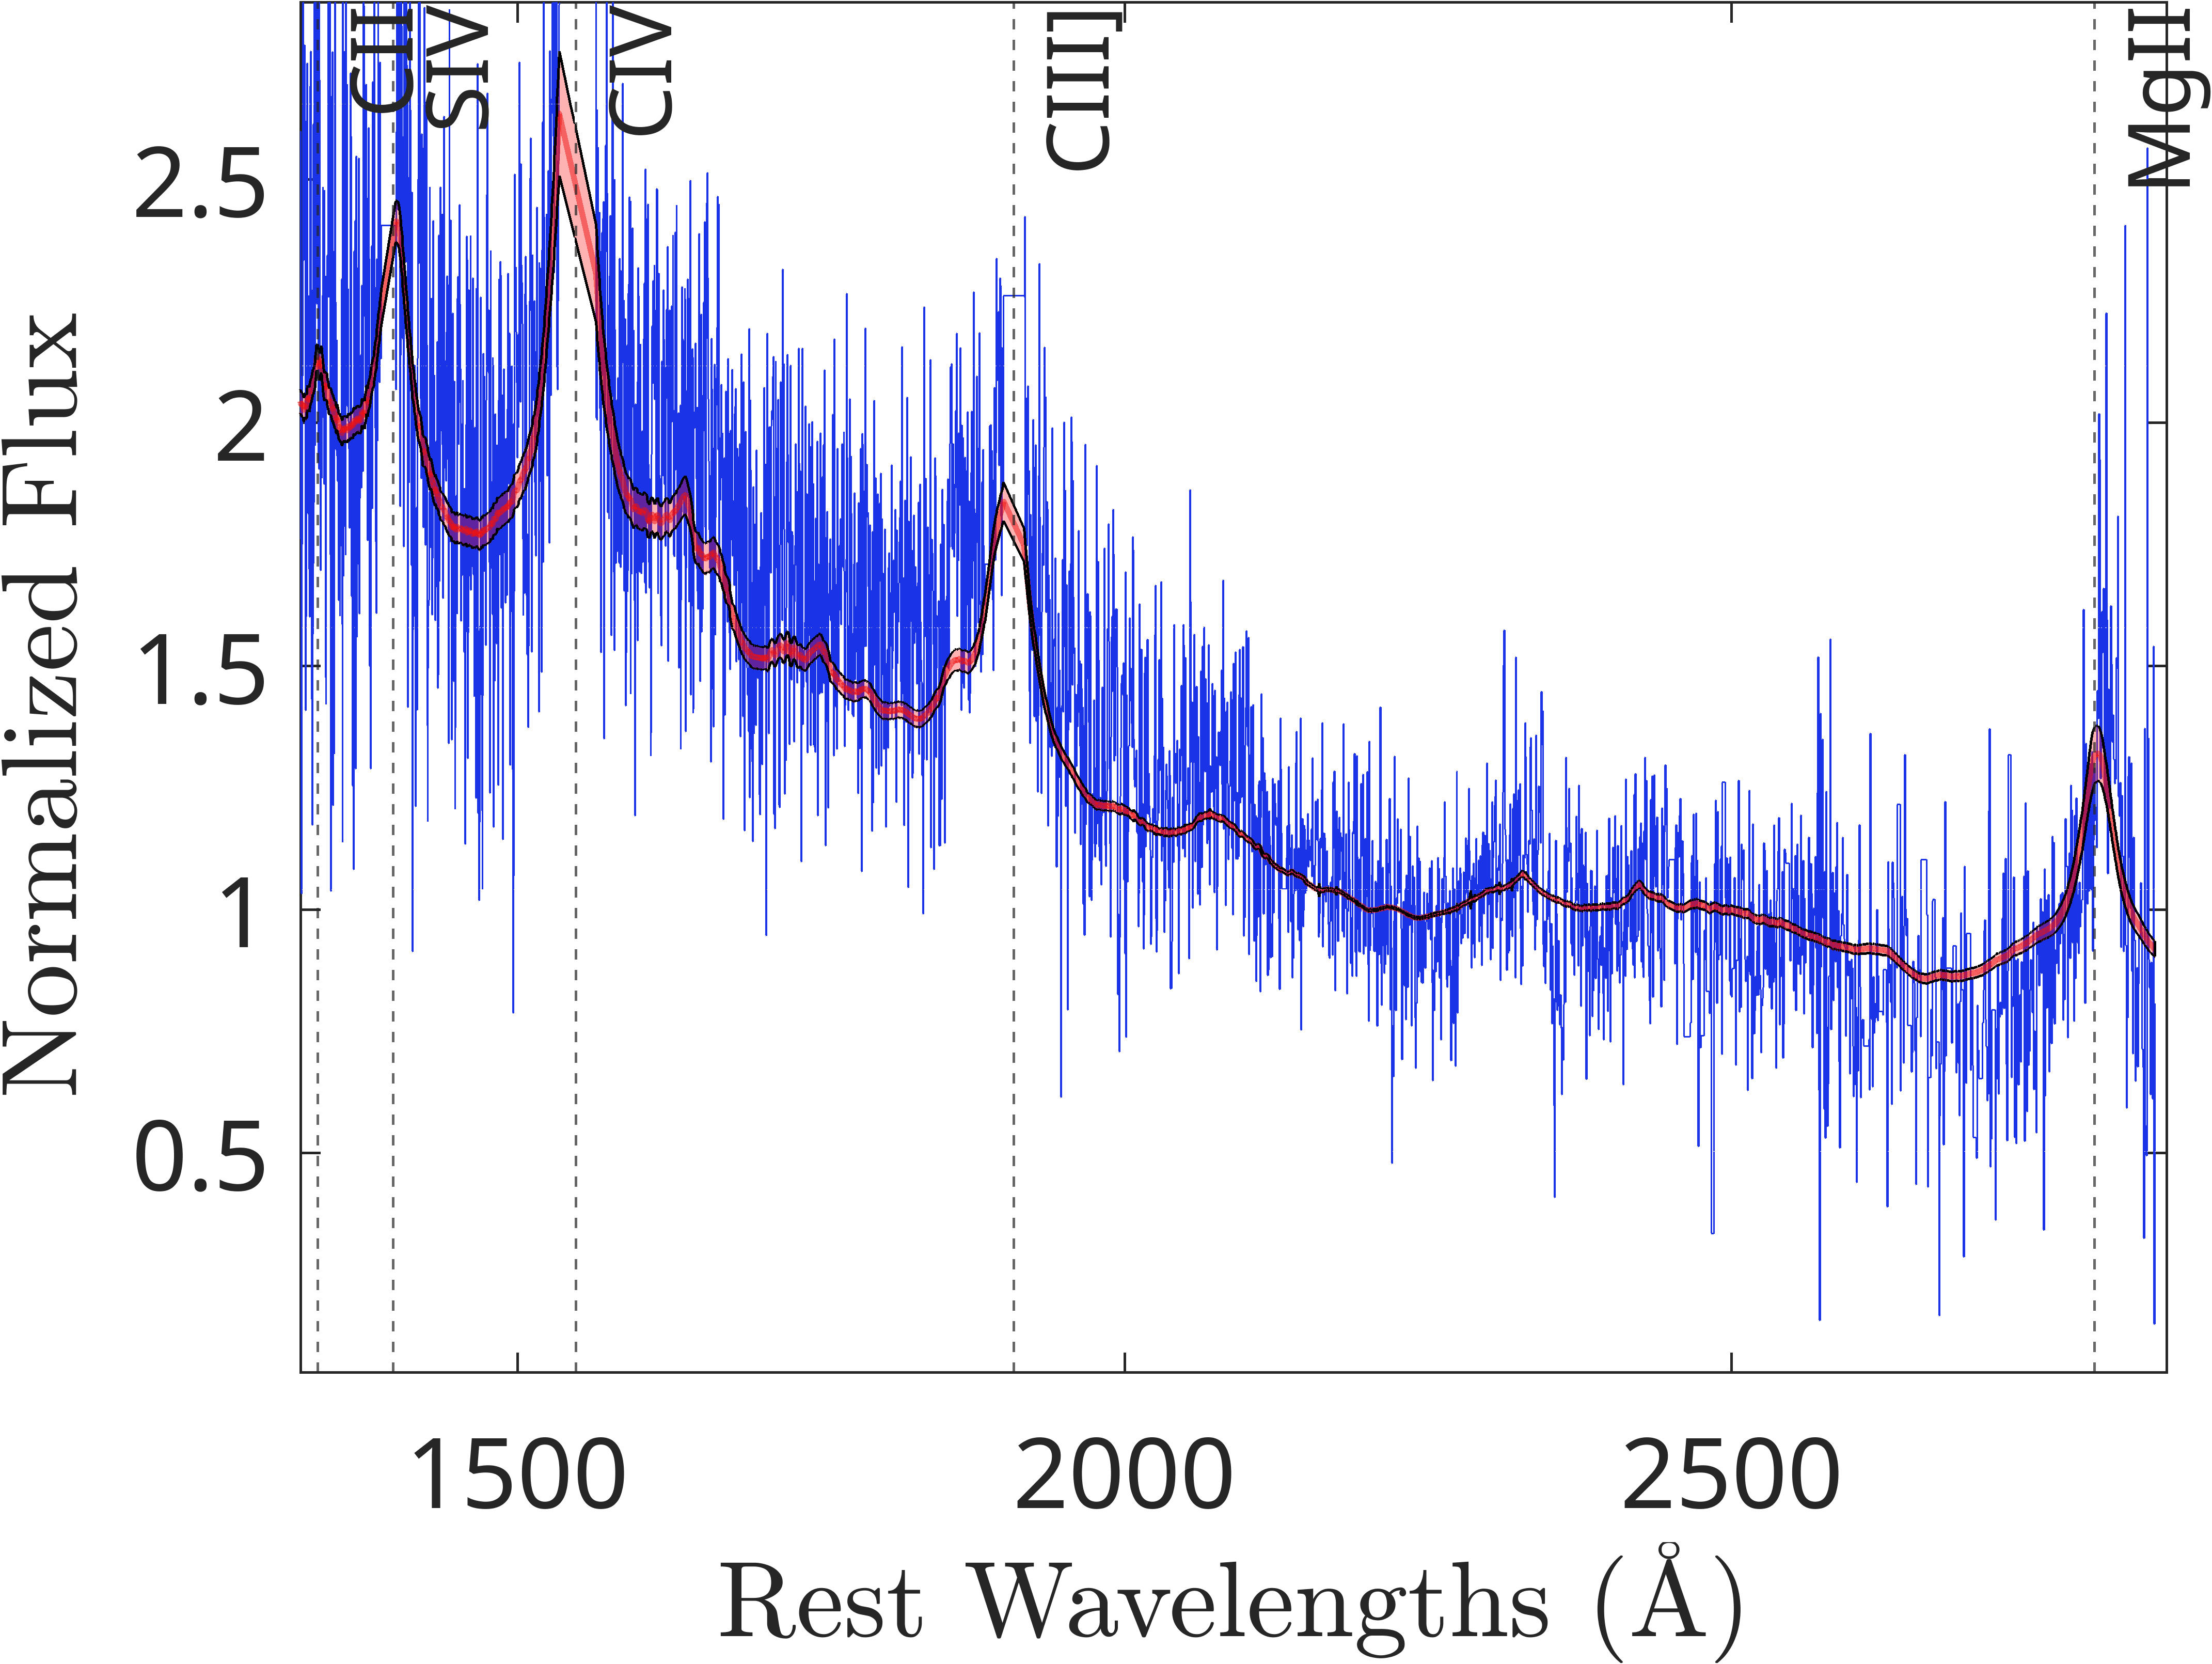 CII
SIV
CIV
CIII]
MgII
2.5
2
1.5
1
0.5
Normalized Flux
1500
2000
2500
Rest Wavelengths (Å)